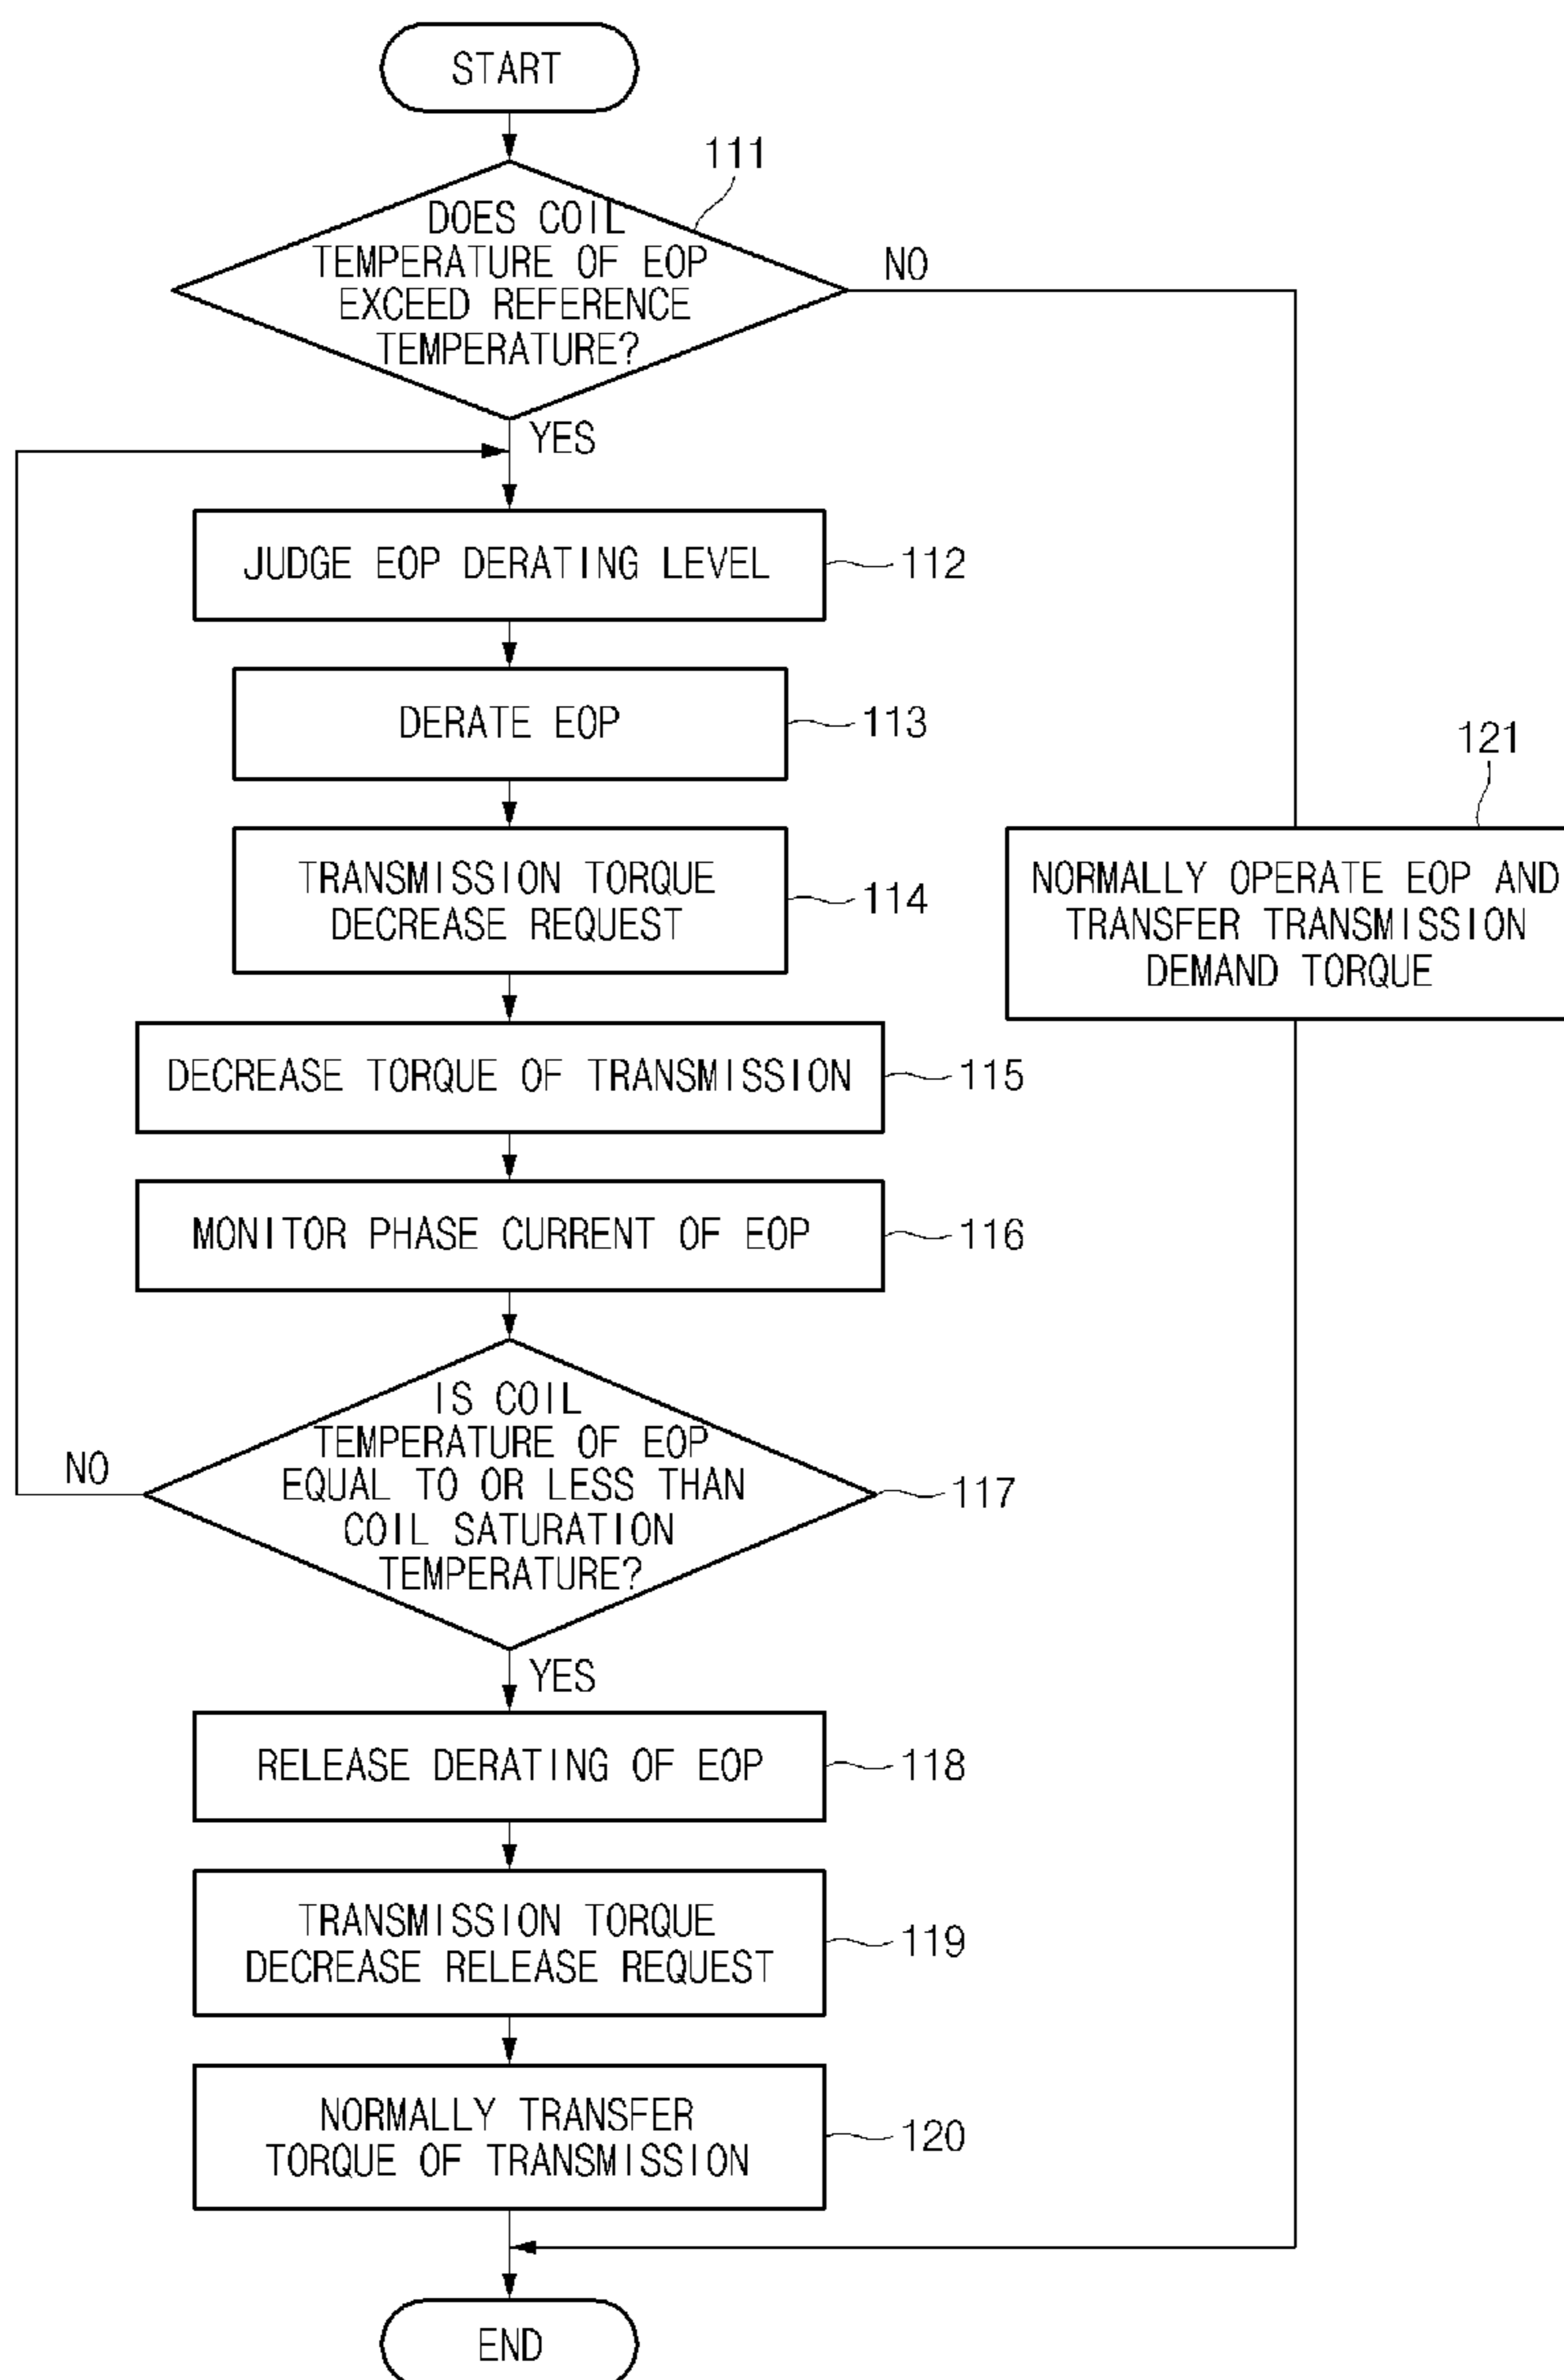 START
111
DOES COIL
TEMPERATURE OF EOP
EXCEED REFERENCE
TEMPERATURE?
NO
YES
JUDGE EOP DERATING LEVEL
112
DERATE EOP
113
121
TRANSMISSION TORQUE
DECREASE REQUEST
114
NORMALLY OPERATE EOP AND
TRANSFER TRANSMISSION
DEMAND TORQUE
DECREASE TORQUE OF TRANSMISSION
115
MONITOR PHASE CURRENT OF EOP
116
IS COIL
TEMPERATURE OF EOP
EQUAL TO OR LESS THAN
COIL SATURATION
TEMPERATURE?
NO
117
YES
RELEASE DERATING OF EOP
118
TRANSMISSION TORQUE
DECREASE RELEASE REQUEST
119
NORMALLY TRANSFER
TORQUE OF TRANSMISSION
120
END